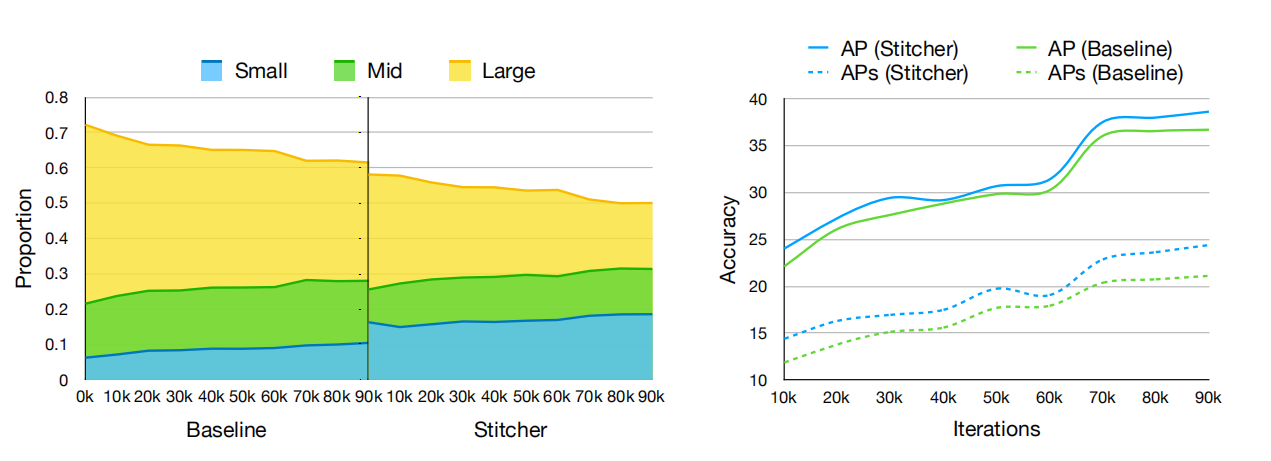 Small Mid Large
0.8
0.7
0.6
0.5
0.4
0.3
0.2
0.1
0
Proportion
0k 10k 20k 30k 40k 50k 60k 70k 80k 90k 10k 20k 30k 40k 50k 60k 70k 80k 90k
Baseline Stitcher
AP (Stitcher) AP (Baseline)
APs (Stitcher) APs (Baseline)
40
35
30
25
20
15
10
Accuracy
10k 20k 30k 40k 50k 60k 70k 80k 90k
Iterations